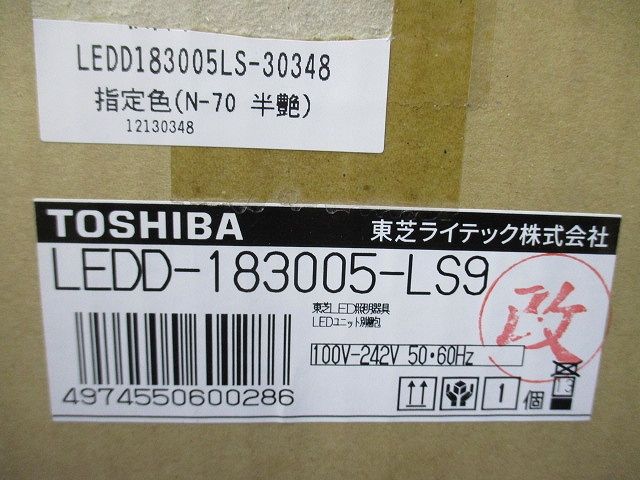 LEDD183005LS-30348
指定色(N-70 半艶)
12130348
TOSHIBA 東芝ライテック株式会社
LEDD-183005-LS9
改
東芝LED照明器具
LEDユニット別梱包
100V-242V 50・60Hz
4974550600286
1 個
13